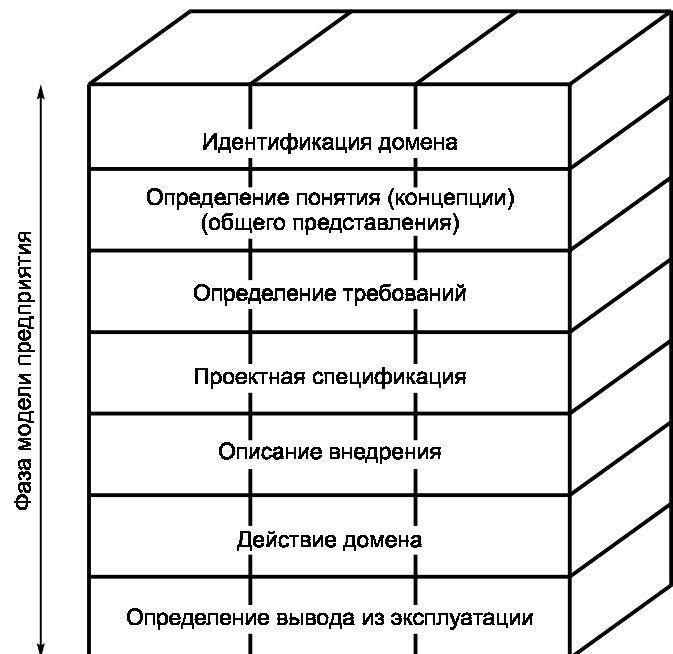 Идентификация домена
Определение понятия (концепции)
(общего представления)
Определение требований
Проектная спецификация
Описание внедрения
Действие домена
Определение вывода из эксплуатации
Фаза модели предприятия